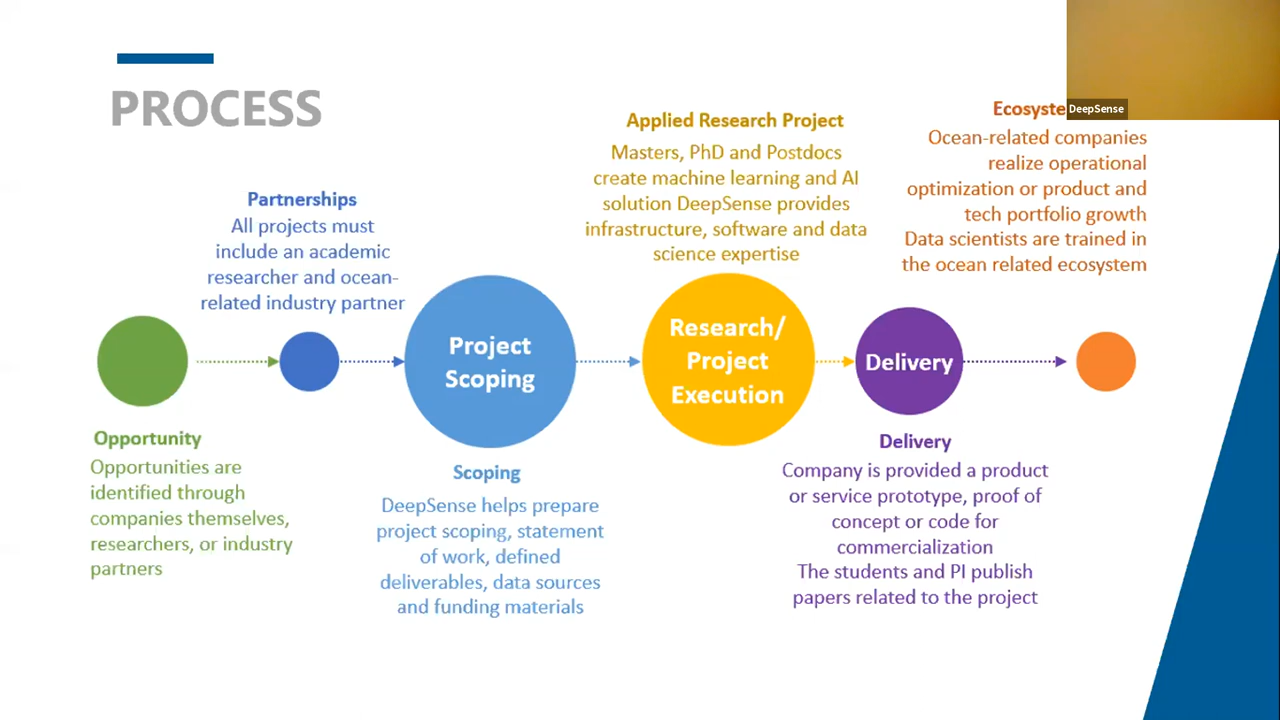 PROCESS
DeepSense
Opportunity
Opportunities are
identified through
companies themselves,
researchers, or industry
partners
Partnerships
All projects must
include an academic
researcher and ocean-
related industry partner
Project
Scoping
Scoping
DeepSense helps prepare
project scoping, statement
of work, defined
deliverables, data sources
and funding materials
Applied Research Project
Masters, PhD and Postdocs
create machine learning and AI
solution DeepSense provides
infrastructure, software and data
science expertise
Research/
Project
Execution
Delivery
Delivery
Company is provided a product
or service prototype, proof of
concept or code for
commercialization
The students and PI publish
papers related to the project
Ocean-related companies
realize operational
optimization or product and
tech portfolio growth
Data scientists are trained in
the ocean related ecosystem